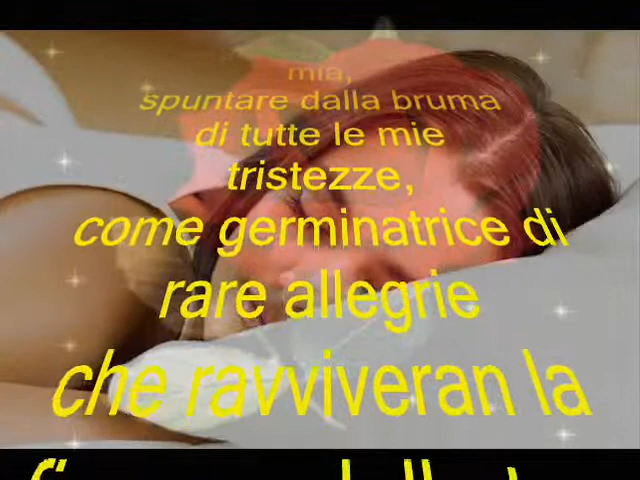 mia,
spuntare dalla bruma
di tutte le mie
tristezze,
come germinatrice di
rare allegrie
che ravviveran la